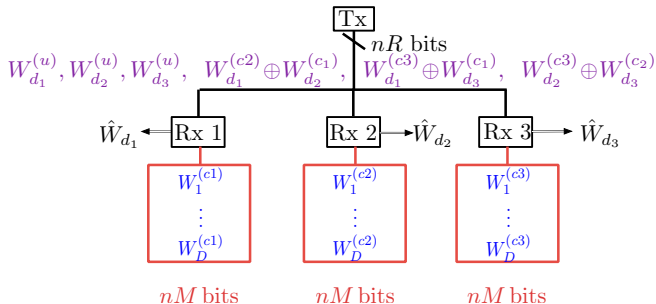 Tx
nR bits
W_{d_1}^{(u)}, W_{d_2}^{(u)}, W_{d_3}^{(u)}, W_{d_1}^{(c2)} ⊕ W_{d_2}^{(c_1)}, W_{d_1}^{(c3)} ⊕ W_{d_3}^{(c_1)}, W_{d_2}^{(c3)} ⊕ W_{d_3}^{(c_2)}
Ŵ_{d_1} Rx 1 Rx 2 Ŵ_{d_2} Rx 3 Ŵ_{d_3}
W_1^{(c1)} W_1^{(c2)} W_1^{(c3)}
⋮ ⋮ ⋮
W_D^{(c1)} W_D^{(c2)} W_D^{(c3)}
nM bits nM bits nM bits